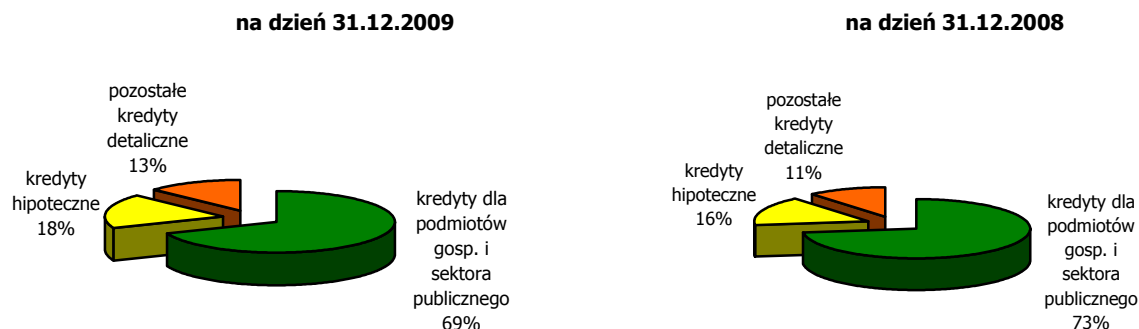 na dzień 31.12.2009
pozostałe
kredyty
detaliczne
13%
kredyty
hipoteczne
18%
kredyty dla
podmiotów
gosp. i
sektora
publicznego
69%
na dzień 31.12.2008
pozostałe
kredyty
detaliczne
11%
kredyty
hipoteczne
16%
kredyty dla
podmiotów
gosp. i
sektora
publicznego
73%